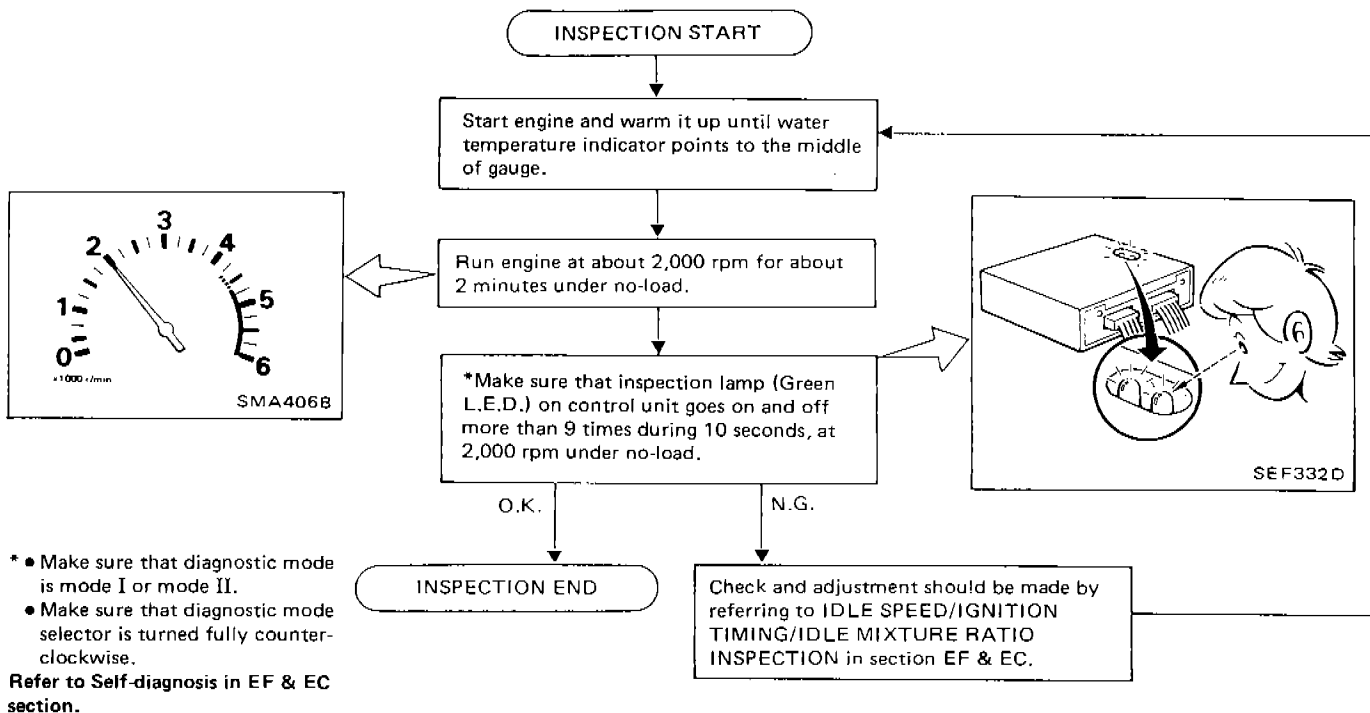 INSPECTION START
Start engine and warm it up until water
temperature indicator points to the middle
of gauge.
0
1
2
3
4
5
6
x1000 r/min
SMA406B
Run engine at about 2,000 rpm for about
2 minutes under no-load.
*Make sure that inspection lamp (Green
L.E.D.) on control unit goes on and off
more than 9 times during 10 seconds, at
2,000 rpm under no-load.
SEF332D
O.K.
N.G.
INSPECTION END
Check and adjustment should be made by
referring to IDLE SPEED/IGNITION
TIMING/IDLE MIXTURE RATIO
INSPECTION in section EF & EC.
* • Make sure that diagnostic mode
is mode I or mode II.
• Make sure that diagnostic mode
selector is turned fully counter-
clockwise.
Refer to Self-diagnosis in EF & EC
section.